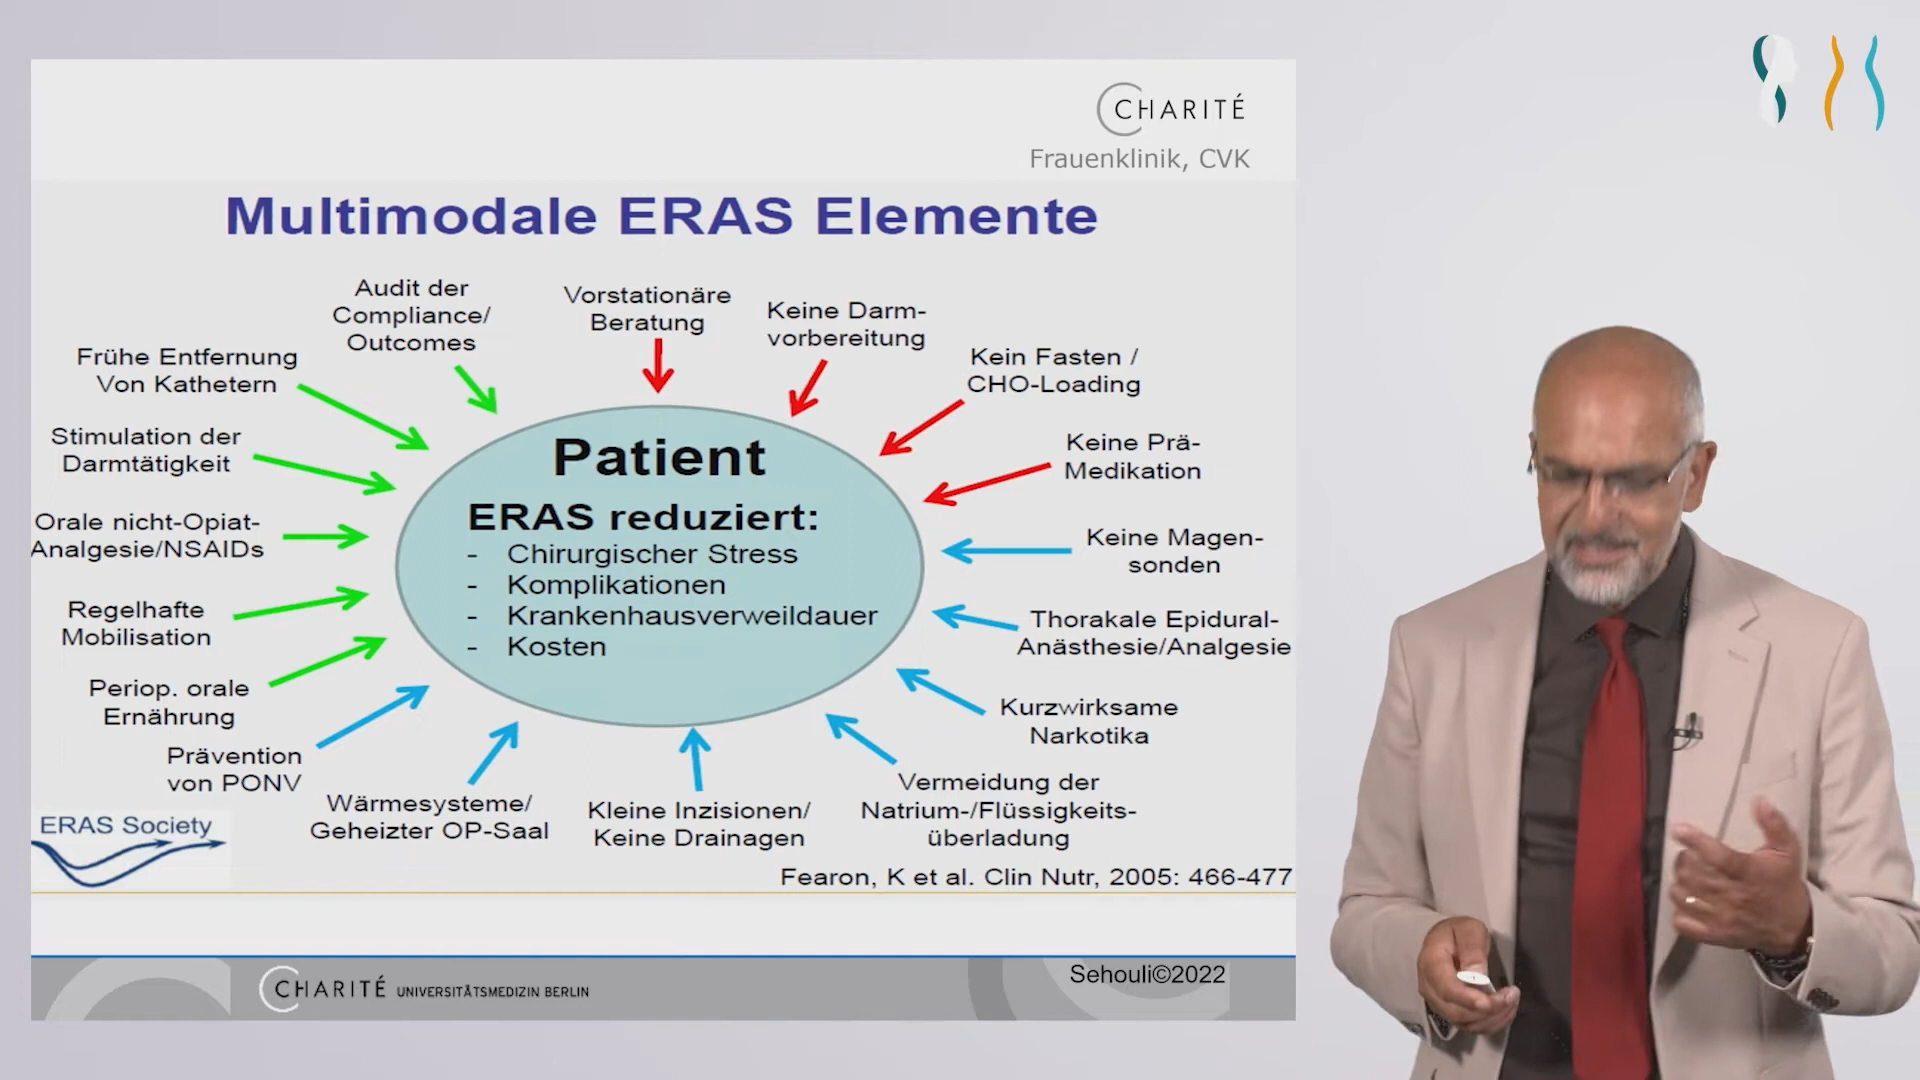 CHARITÉ
Frauenklinik, CVK
Multimodale ERAS Elemente
Audit der
Compliance/
Outcomes
Vorstationäre
Beratung
Keine Darm-
vorbereitung
Frühe Entfernung
Von Kathetern
Kein Fasten /
CHO-Loading
Stimulation der
Darmtätigkeit
Keine Prä-
Medikation
Orale nicht-Opiat-
Analgesie/NSAIDs
Keine Magen-
sonden
Regelhafte
Mobilisation
Thorakale Epidural-
Anästhesie/Analgesie
Periop. orale
Ernährung
Kurzwirksame
Narkotika
Prävention
von PONV
Wärmesysteme/
Geheizter OP-Saal
Kleine Inzisionen/
Keine Drainagen
Vermeidung der
Natrium-/Flüssigkeits-
überladung
Patient
ERAS reduziert:
- Chirurgischer Stress
- Komplikationen
- Krankenhausverweildauer
- Kosten
ERAS Society
Fearon, K et al. Clin Nutr, 2005: 466-477
CHARITÉ UNIVERSITÄTSMEDIZIN BERLIN
Sehouli©2022